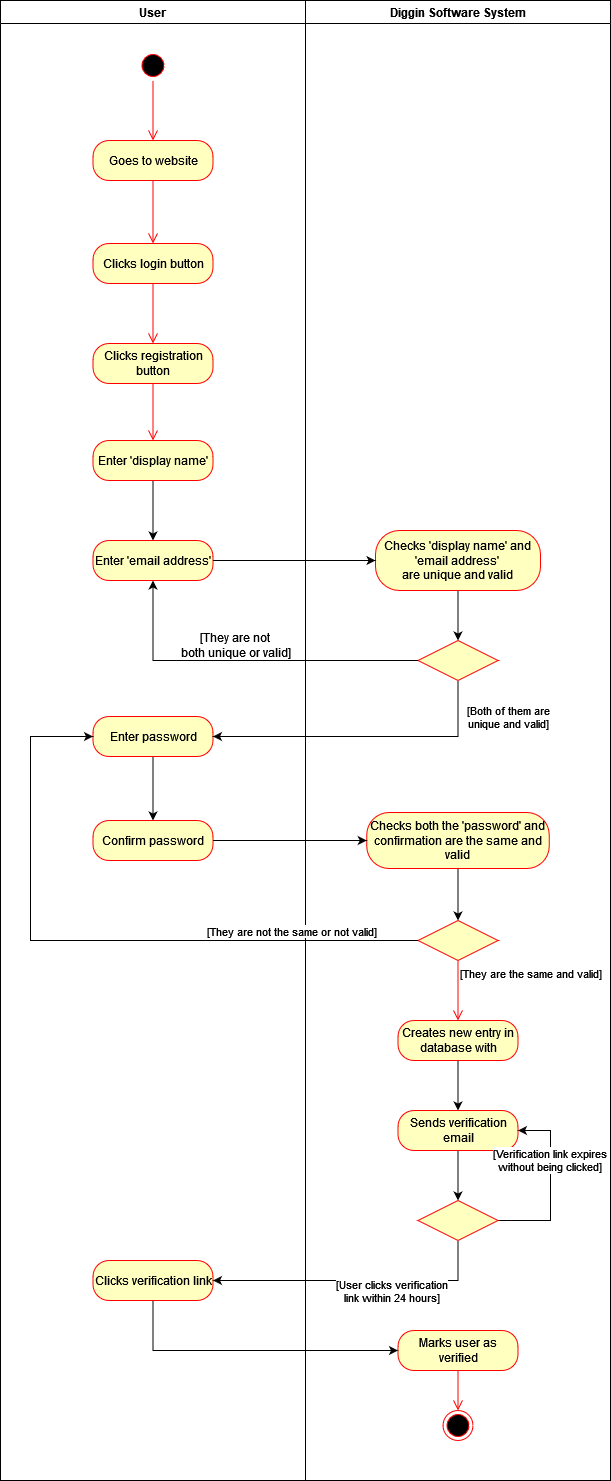 User
Diggin Software System
Goes to website
Clicks login button
Clicks registration
button
Enter 'display name'
Enter 'email address'
Checks 'display name' and
'email address'
are unique and valid
[They are not
both unique or valid]
[Both of them are
unique and valid]
Enter password
Confirm password
Checks both the 'password' and
confirmation are the same and
valid
[They are not the same or not valid]
[They are the same and valid]
Creates new entry in
database with
Sends verification
email
[Verification link expires
without being clicked]
Clicks verification link
[User clicks verification
link within 24 hours]
Marks user as
verified